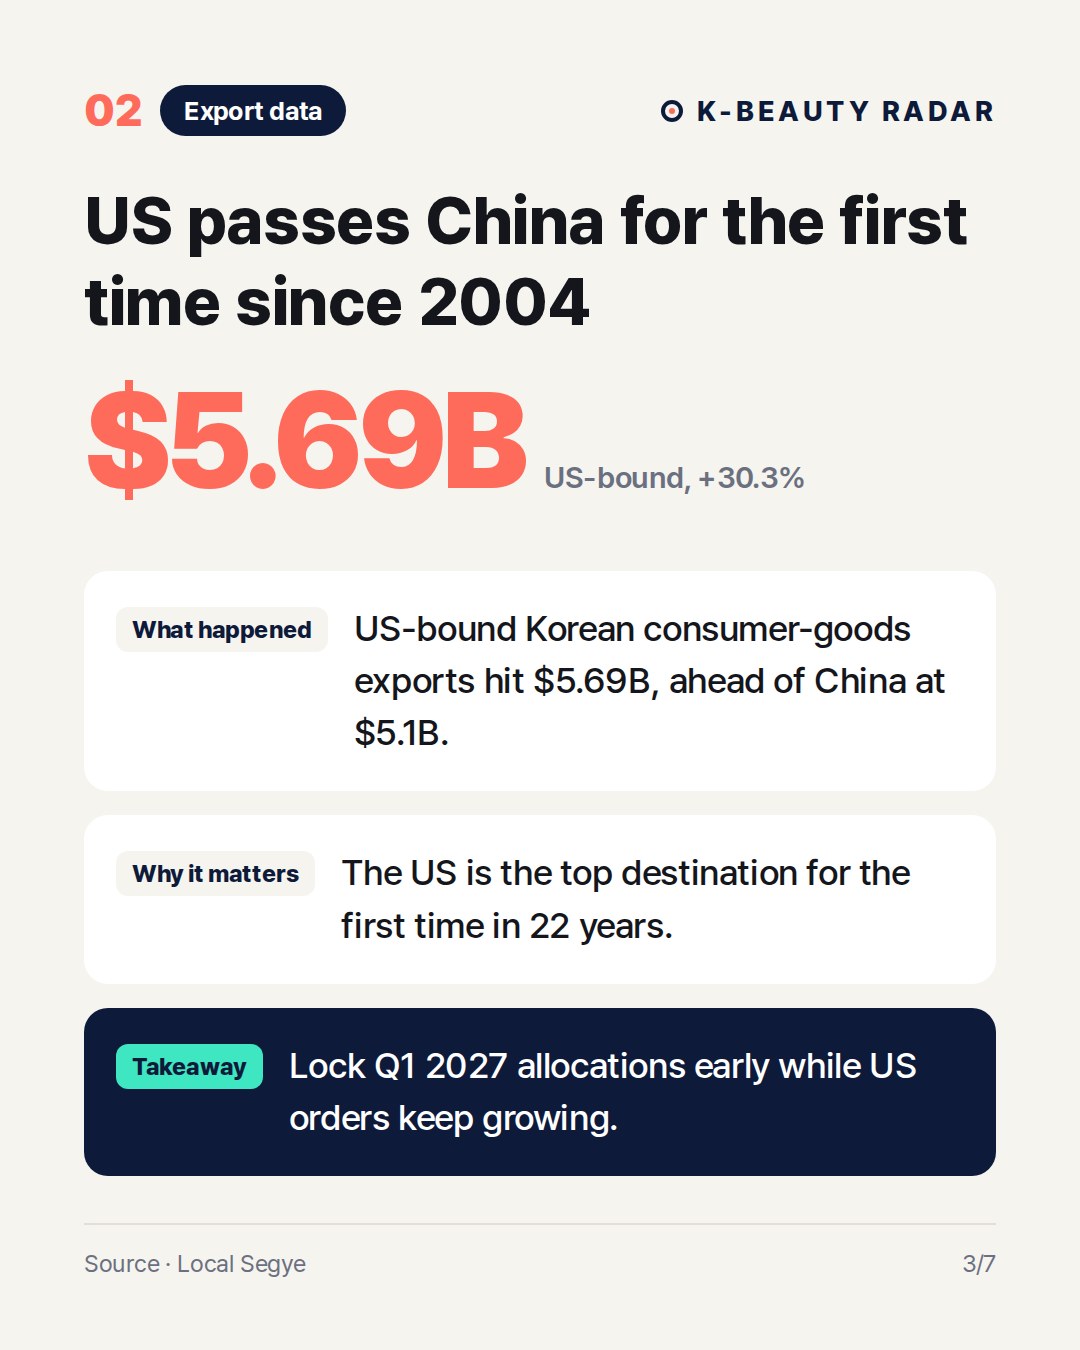 02 Export data
K-BEAUTY RADAR
US passes China for the first
time since 2004
$5.69B US-bound, +30.3%
What happened
US-bound Korean consumer-goods
exports hit $5.69B, ahead of China at
$5.1B.
Why it matters
The US is the top destination for the
first time in 22 years.
Takeaway
Lock Q1 2027 allocations early while US
orders keep growing.
Source · Local Segye
3/7